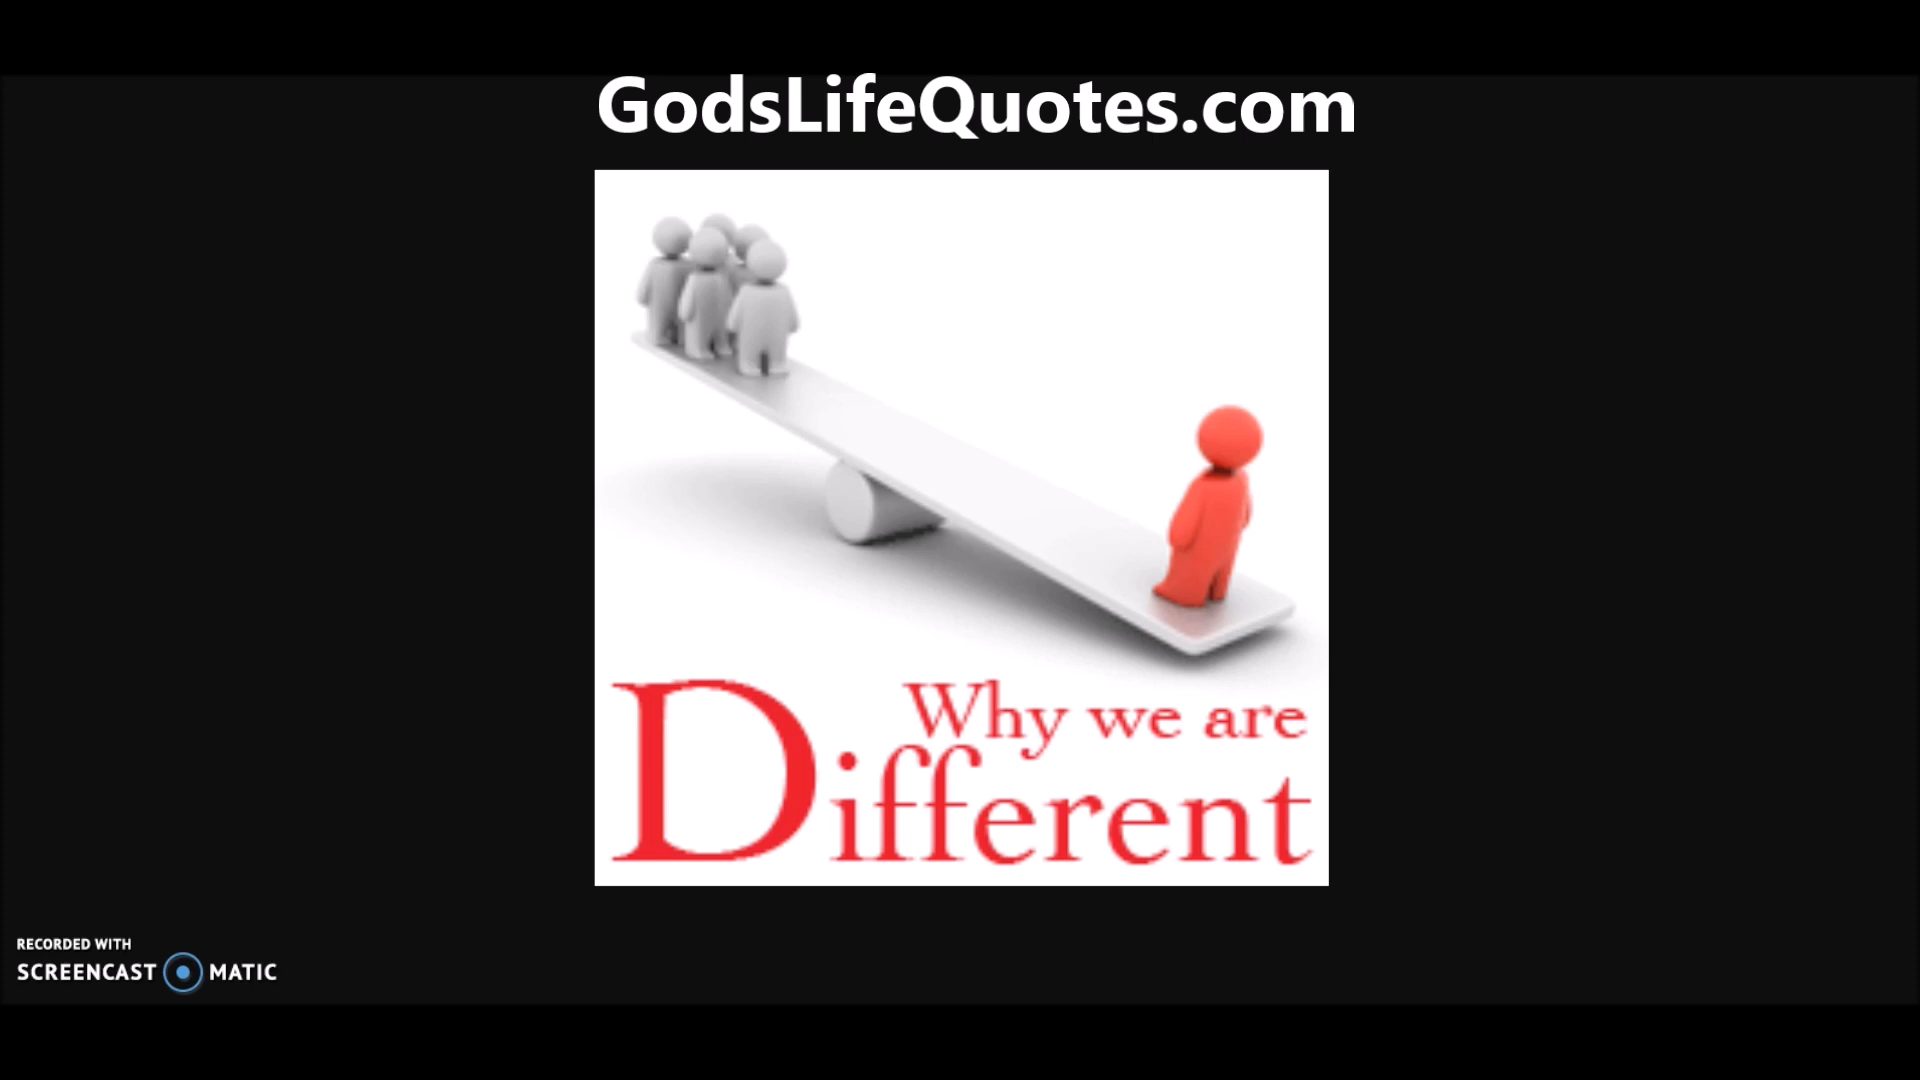 GodsLifeQuotes.com
Why we are
Different
RECORDED WITH
SCREENCAST MATIC